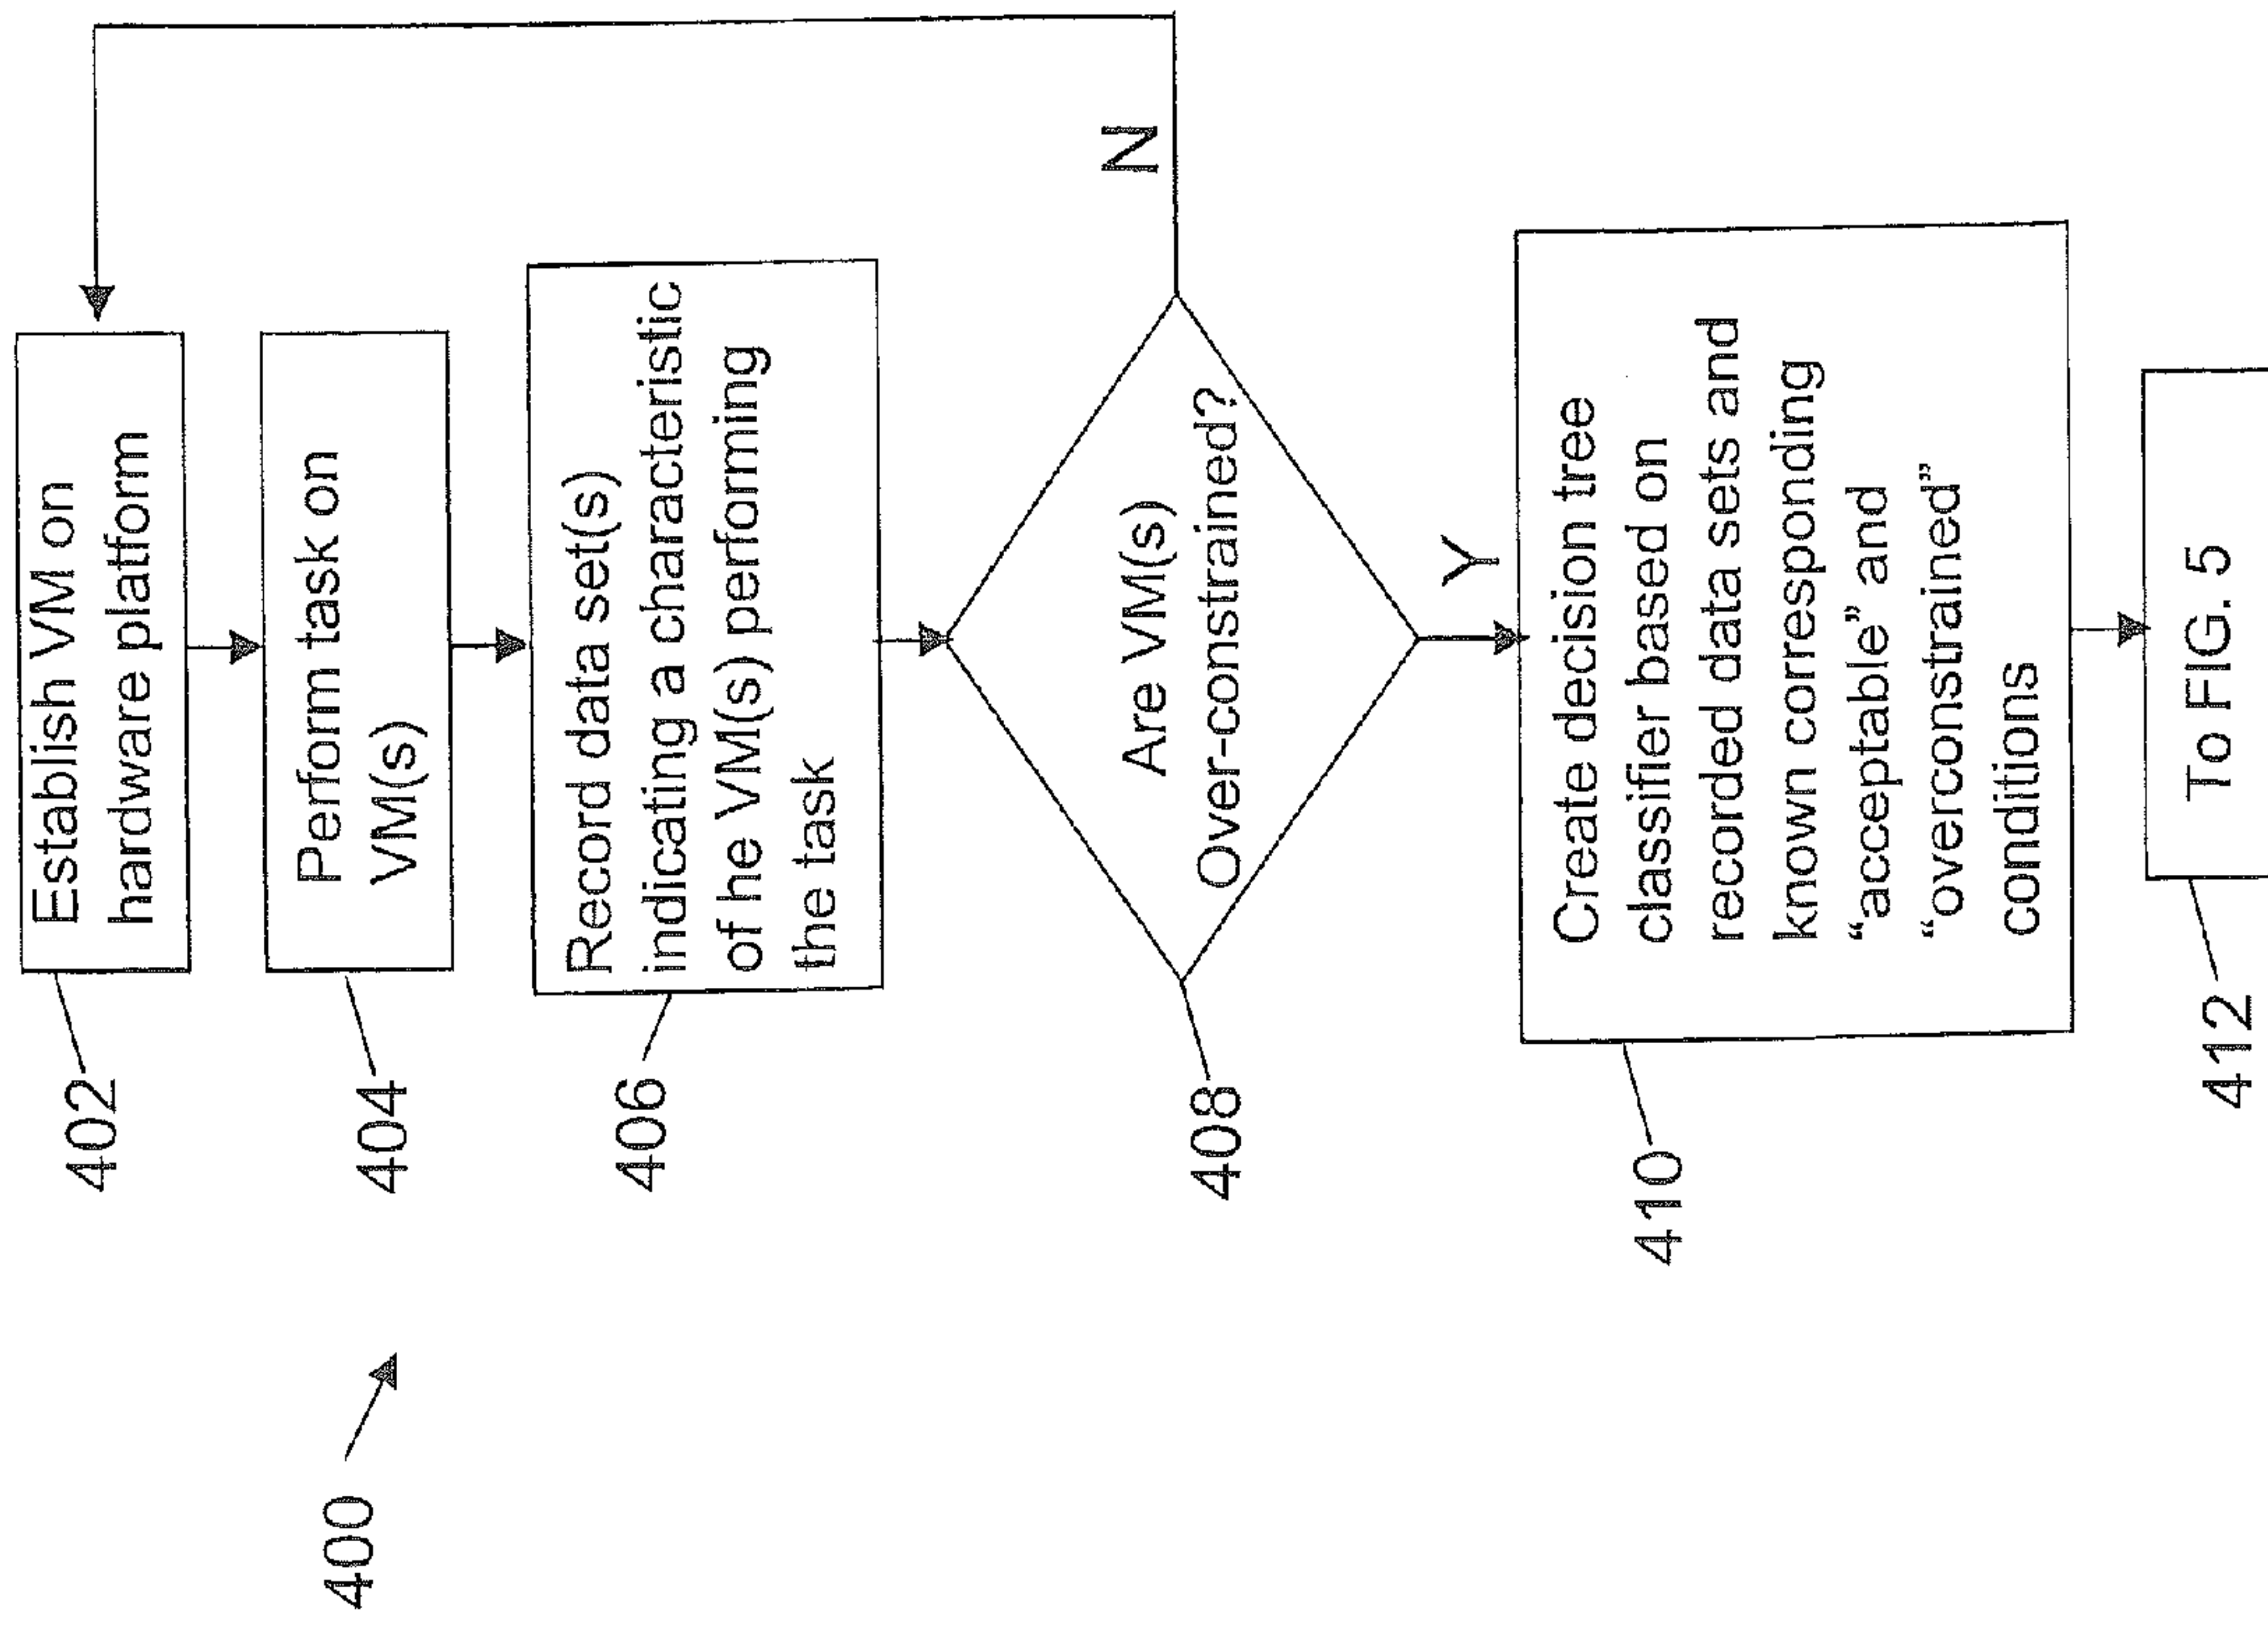 400
402
Establish VM on
hardware platform
404
Perform task on
VM(s)
406
Record data set(s)
indicating a characteristic
of he VM(s) performing
the task
408
Are VM(s)
Over-constrained?
N
Y
410
Create decision tree
classifier based on
recorded data sets and
known corresponding
“acceptable” and
“overconstrained”
conditions
412
To FIG. 5